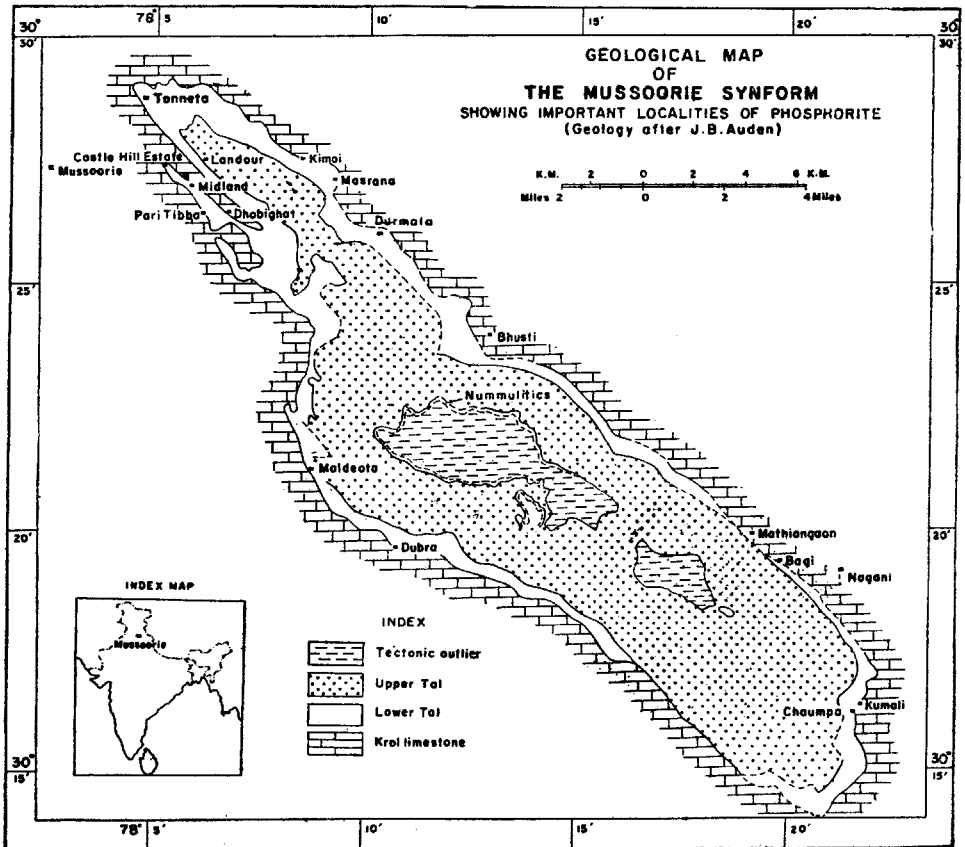 30°
30'
78° 5'
10'
15'
20'
30°
30'
GEOLOGICAL MAP
OF
THE MUSSOORIE SYNFORM
SHOWING IMPORTANT LOCALITIES OF PHOSPHORITE
(Geology after J.B. Auden)
K.M. 2 0 2 4 6 K.M.
Miles 2 0 2 4 Miles
Tonneta
Castle Hill Estate
Landour
Kimoi
Mussoorie
Midland
Masrana
Pari Tibba
Dhabighat
Durmala
25'
25'
Bhusti
Nummulitics
Maldeota
20'
Dubra
Mathiangaon
20'
Baqi
Nagani
INDEX MAP
Mussoorie
INDEX
Tectonic outlier
Upper Tal
Lower Tal
Krol limestone
Chaumpa
Kumali
30°
15'
30°
15'
78° 5'
10'
15'
20'